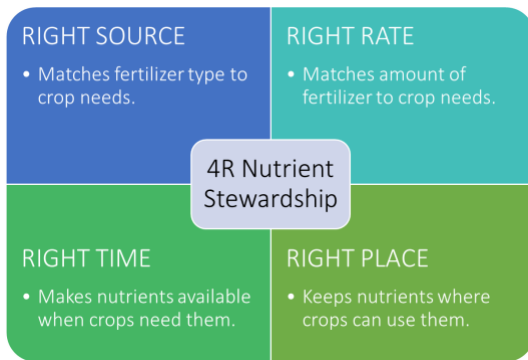 RIGHT SOURCE
• Matches fertilizer type to
crop needs.
RIGHT RATE
• Matches amount of
fertilizer to crop needs.
4R Nutrient
Stewardship
RIGHT TIME
• Makes nutrients available
when crops need them.
RIGHT PLACE
• Keeps nutrients where
crops can use them.